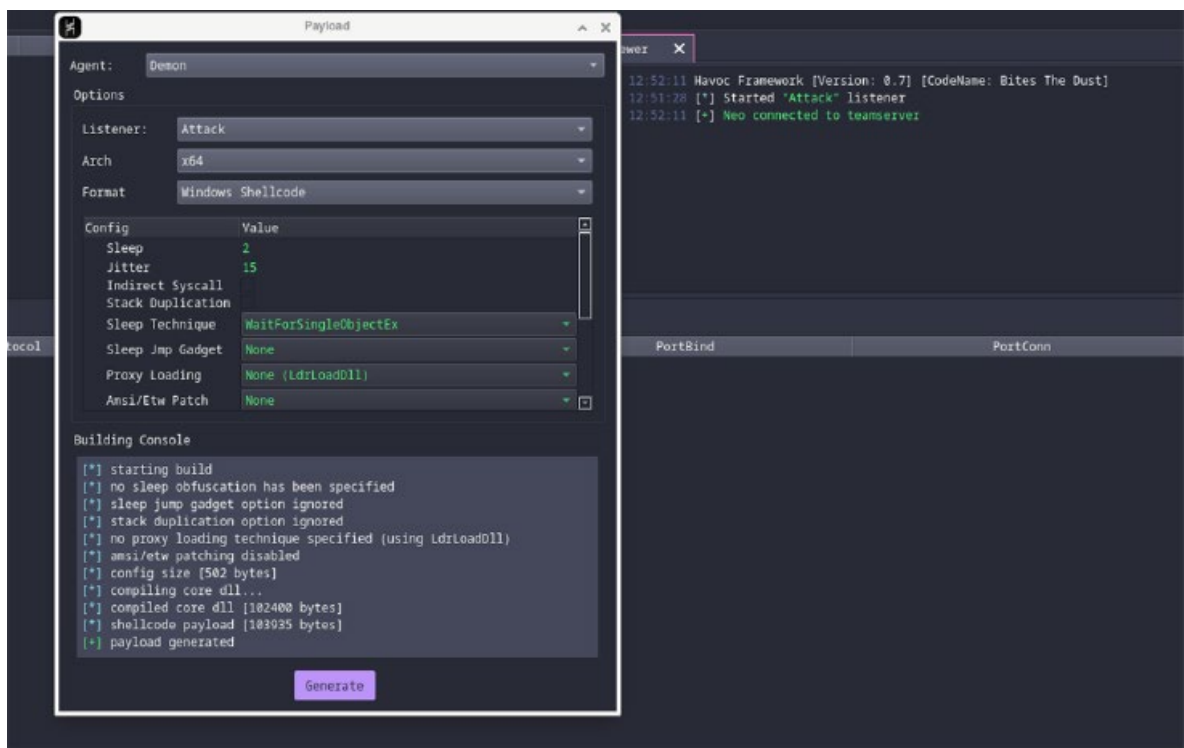 Payload
Agent: Demon
Options
Listener: Attack
Arch x64
Format Windows Shellcode
Config Value
Sleep 2
Jitter 15
Indirect Syscall
Stack Duplication
Sleep Technique WaitForSingleObjectEx
Sleep Jmp Gadget None
Proxy Loading None (LdrLoadDll)
Amsi/Etw Patch None
Building Console
[*] starting build
[*] no sleep obfuscation has been specified
[*] sleep jump gadget option ignored
[*] stack duplication option ignored
[*] no proxy loading technique specified (using LdrLoadDll)
[*] amsi/etw patching disabled
[*] config size [502 bytes]
[*] compiling core dll...
[*] compiled core dll [102400 bytes]
[*] shellcode payload [103935 bytes]
[+] payload generated
Generate
ewer
12:52:11 Havoc Framework [Version: 0.7] [CodeName: Bites The Dust]
12:51:28 [*] Started "Attack" listener
12:52:11 [+] Neo connected to teamserver
tocol PortBind PortConn